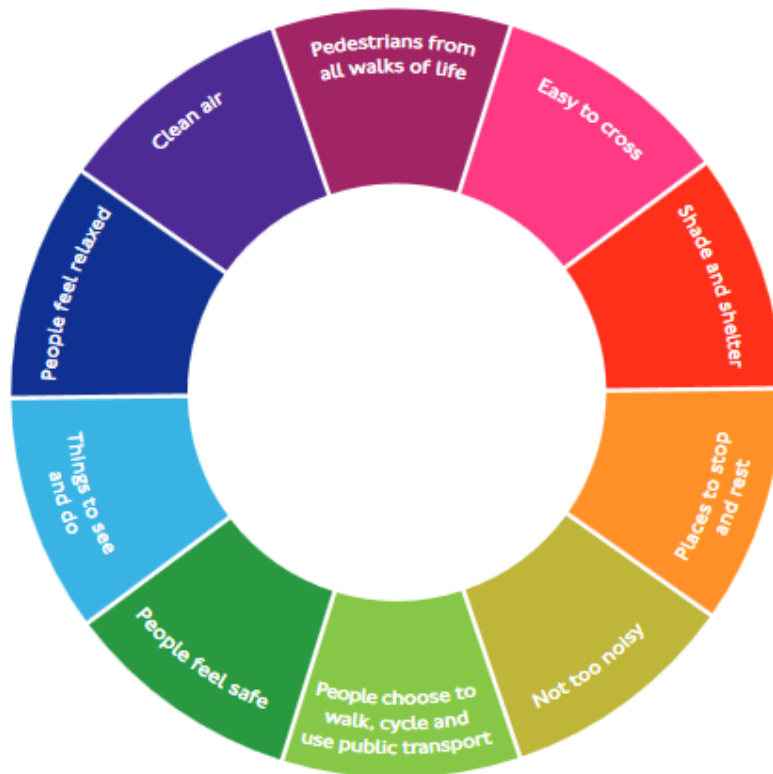 Pedestrians from
all walks of life
Easy to cross
Shade and shelter
Places to stop
and rest
Not too noisy
People choose to
walk, cycle and
use public transport
People feel safe
Things to see
and do
People feel relaxed
Clean air